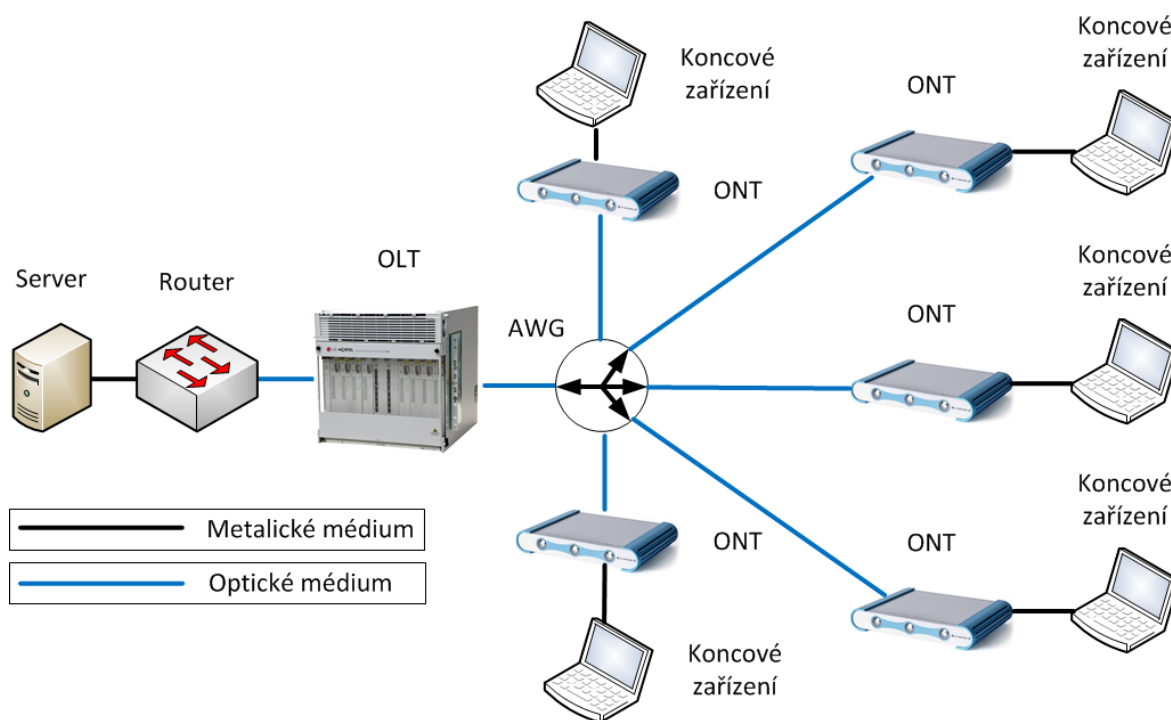 Koncové
zařízení
ONT
Koncové
zařízení
ONT
Server
Router
OLT
AWG
Koncové
zařízení
ONT
Metalické médium
Optické médium
ONT
Koncové
zařízení
ONT
Koncové
zařízení